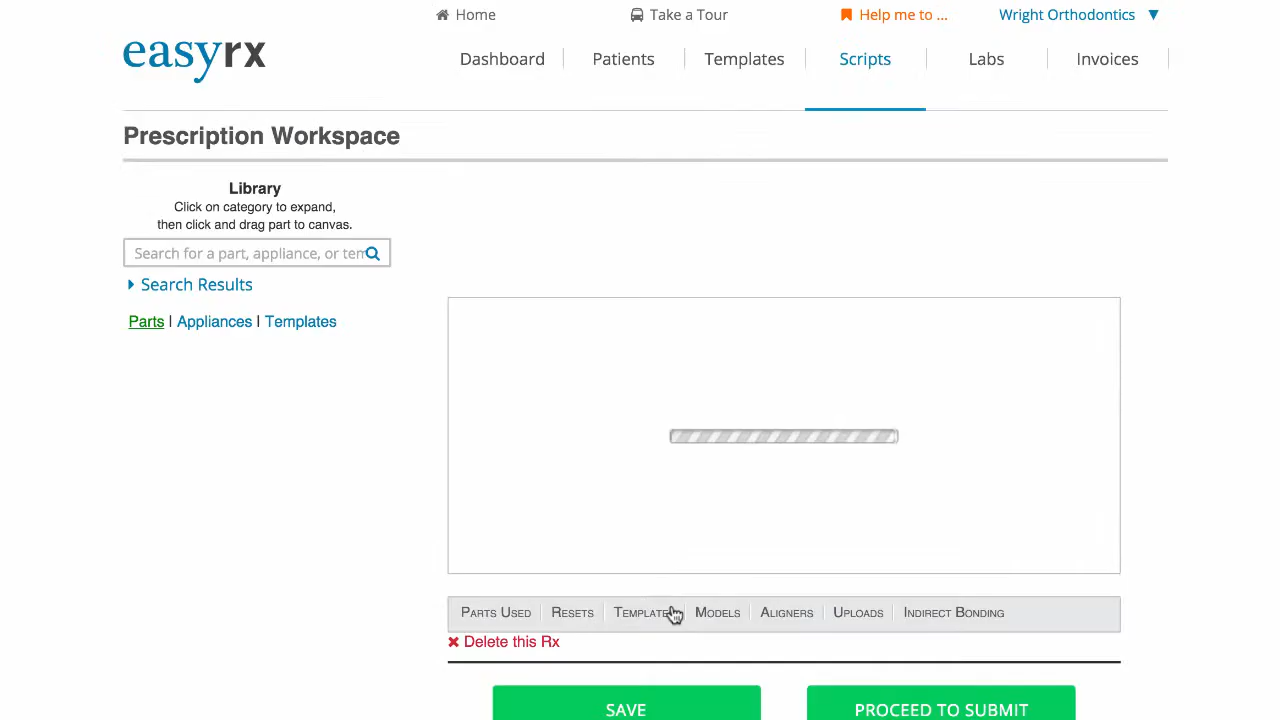 Home
Take a Tour
Help me to ...
Wright Orthodontics ▼
easyrx
Dashboard
Patients
Templates
Scripts
Labs
Invoices
Prescription Workspace
Library
Click on category to expand,
then click and drag part to canvas.
Search for a part, appliance, or tem
Search Results
Parts | Appliances | Templates
Parts Used
Resets
Template
Models
Aligners
Uploads
Indirect Bonding
Delete this Rx
SAVE
PROCEED TO SUBMIT